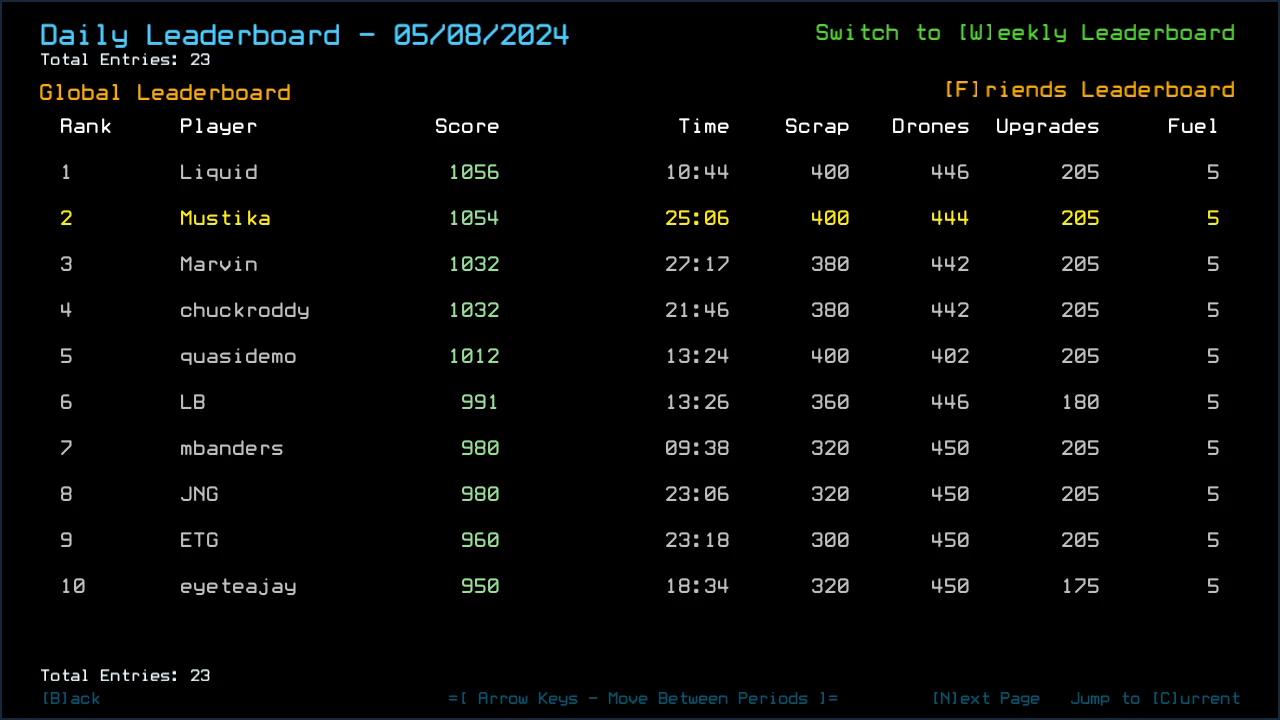 Daily Leaderboard - 05/08/2024 Switch to [W]eekly Leaderboard
Total Entries: 23
Global Leaderboard [F]riends Leaderboard
Rank Player Score Time Scrap Drones Upgrades Fuel
1 Liquid 1056 10:44 400 446 205 5
2 Mustika 1054 25:06 400 444 205 5
3 Marvin 1032 27:17 380 442 205 5
4 chuckroddy 1032 21:46 380 442 205 5
5 quasidemo 1012 13:24 400 402 205 5
6 LB 991 13:26 360 446 180 5
7 mbanders 980 09:38 320 450 205 5
8 JNG 980 23:06 320 450 205 5
9 ETG 960 23:18 300 450 205 5
10 eyeteajay 950 18:34 320 450 175 5
Total Entries: 23
[B]ack =[ Arrow Keys - Move Between Periods ]= [N]ext Page Jump to [C]urrent